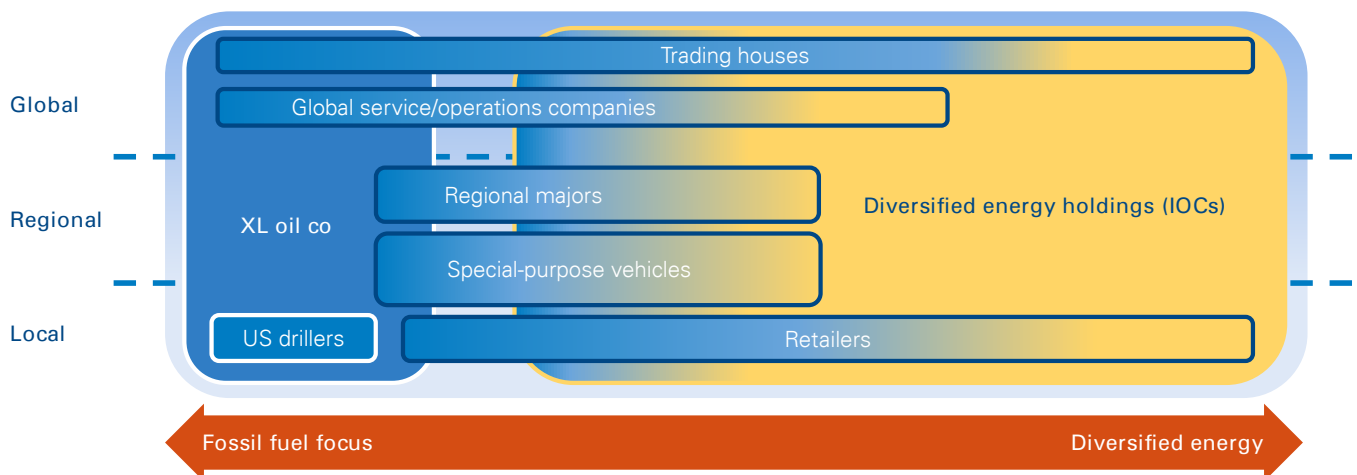 Trading houses
Global
Global service/operations companies
Regional majors
Regional
XL oil co
Diversified energy holdings (IOCs)
Special-purpose vehicles
Local
US drillers
Retailers
Fossil fuel focus
Diversified energy